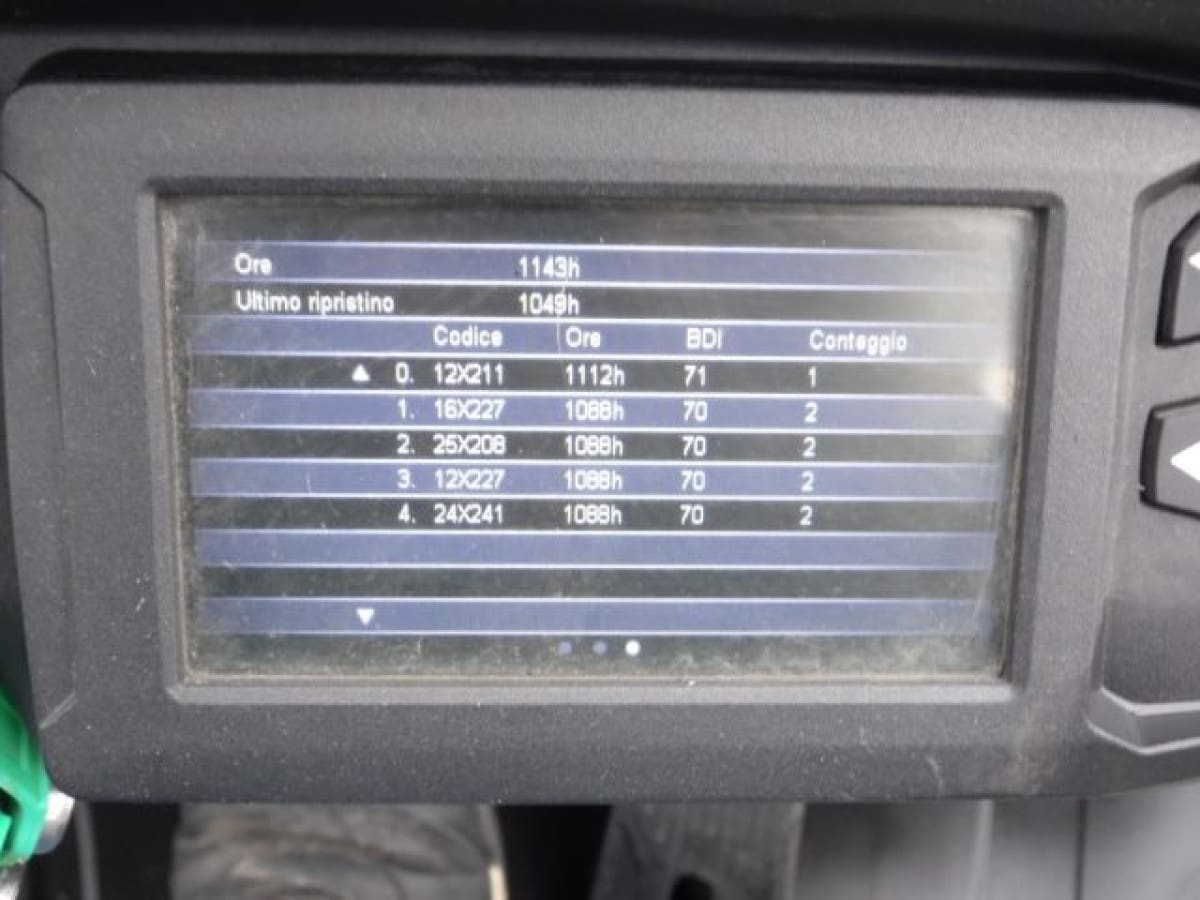 Ore 1143h
Ultimo ripristino 1049h
Codice Ore BDI Conteggio
0. 12X211 1112h 71 1
1. 16X227 1088h 70 2
2. 25X208 1088h 70 2
3. 12X227 1088h 70 2
4. 24X241 1088h 70 2